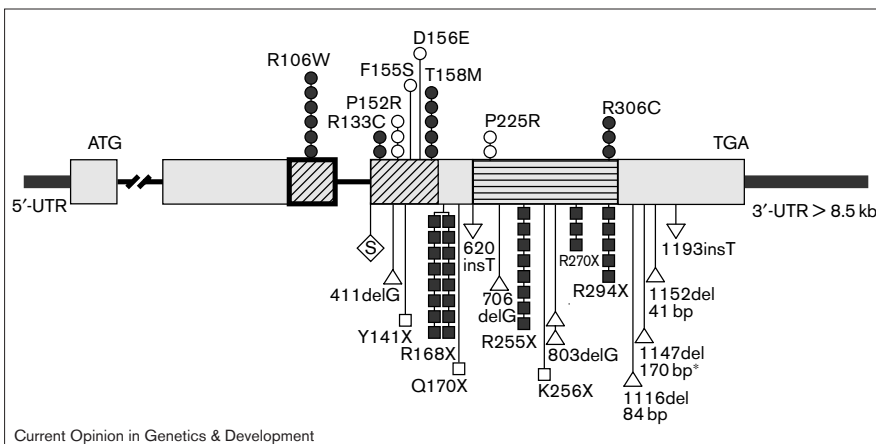 D156E
R106W
F155S
T158M
P152R
R133C
P225R
R306C
ATG
TGA
5′-UTR
3′-UTR > 8.5 kb
S
620
insT
1193insT
R270X
411delG
706
delG
R294X
1152del
41 bp
Y141X
R168X
R255X
803delG
1147del
170 bp*
Q170X
K256X
1116del
84 bp
Current Opinion in Genetics & Development